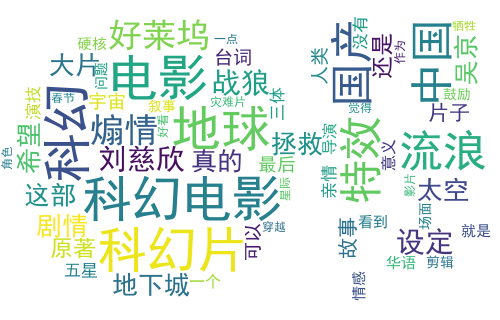 好莱坞
一点
硬核
大片
问题
电影
台词
战狼
春节
科幻
演技
宇宙
叙事
灾难片
三体
希望
煽情
好看
地球
拯救
角色
刘慈欣
真的
最后
星际
这部
科幻电影
剧情
穿越
原著
科幻片
可以
五星
地下城
一个
国产
没有
还是
作为
中国
牺牲
吴京
人类
鼓励
觉得
片子
导演
特效
意义
流浪
亲情
影片
太空
故事
看到
场面
设定
就是
华语
剪辑
情感